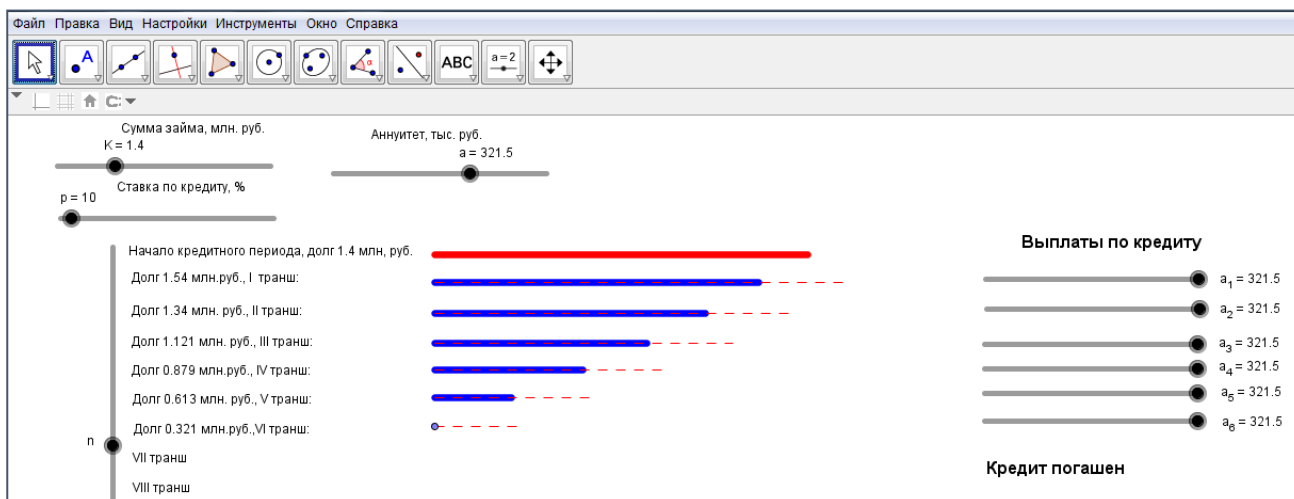 Файл Правка Вид Настройки Инструменты Окно Справка
A
α
ABC
a=2
Сумма займа, млн. руб.
K = 1.4
Аннуитет, тыс. руб.
a = 321.5
Ставка по кредиту, %
p = 10
Начало кредитного периода, долг 1.4 млн, руб.
Выплаты по кредиту
Долг 1.54 млн.руб., I транш:
a₁ = 321.5
Долг 1.34 млн. руб., II транш:
a₂ = 321.5
Долг 1.121 млн. руб., III транш:
a₃ = 321.5
Долг 0.879 млн.руб., IV транш:
a₄ = 321.5
Долг 0.613 млн. руб., V транш:
a₅ = 321.5
Долг 0.321 млн.руб.,VI транш:
a₆ = 321.5
n
VII транш
Кредит погашен
VIII транш